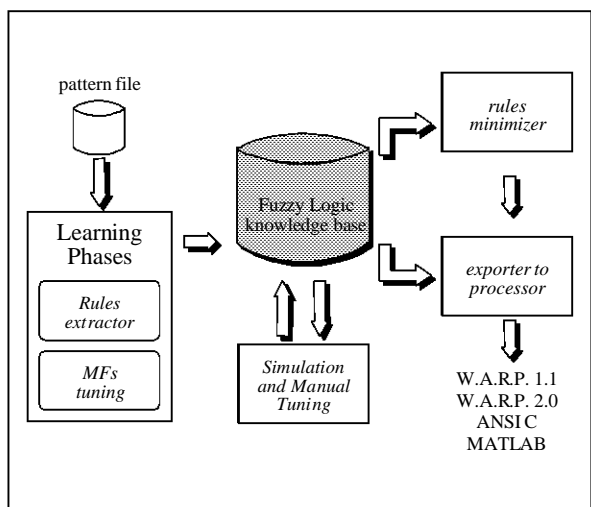 pattern file
Learning
Phases
Rules
extractor
MFs
tuning
Fuzzy Logic
knowledge base
Simulation
and Manual
Tuning
rules
minimizer
exporter to
processor
W.A.R.P. 1.1
W.A.R.P. 2.0
ANSI C
MATLAB